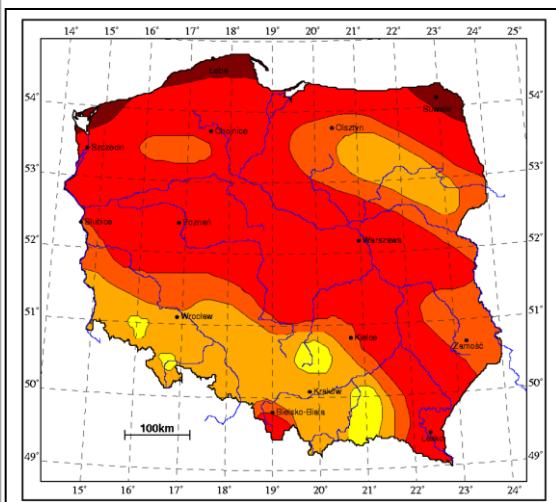 14° 15° 16° 17° 18° 19° 20° 21° 22° 23° 24° 25°
54° 54°
Suwałki
Chojnice Olsztyn
Szczecin
53° 53°
Słubice Poznań
52° Warszawa 52°
51° Wrocław 51°
Kielce
Zamość
50° Kraków 50°
Bielsko-Biała
Lesko
100km
49° 49°
15° 16° 17° 18° 19° 20° 21° 22° 23° 24°